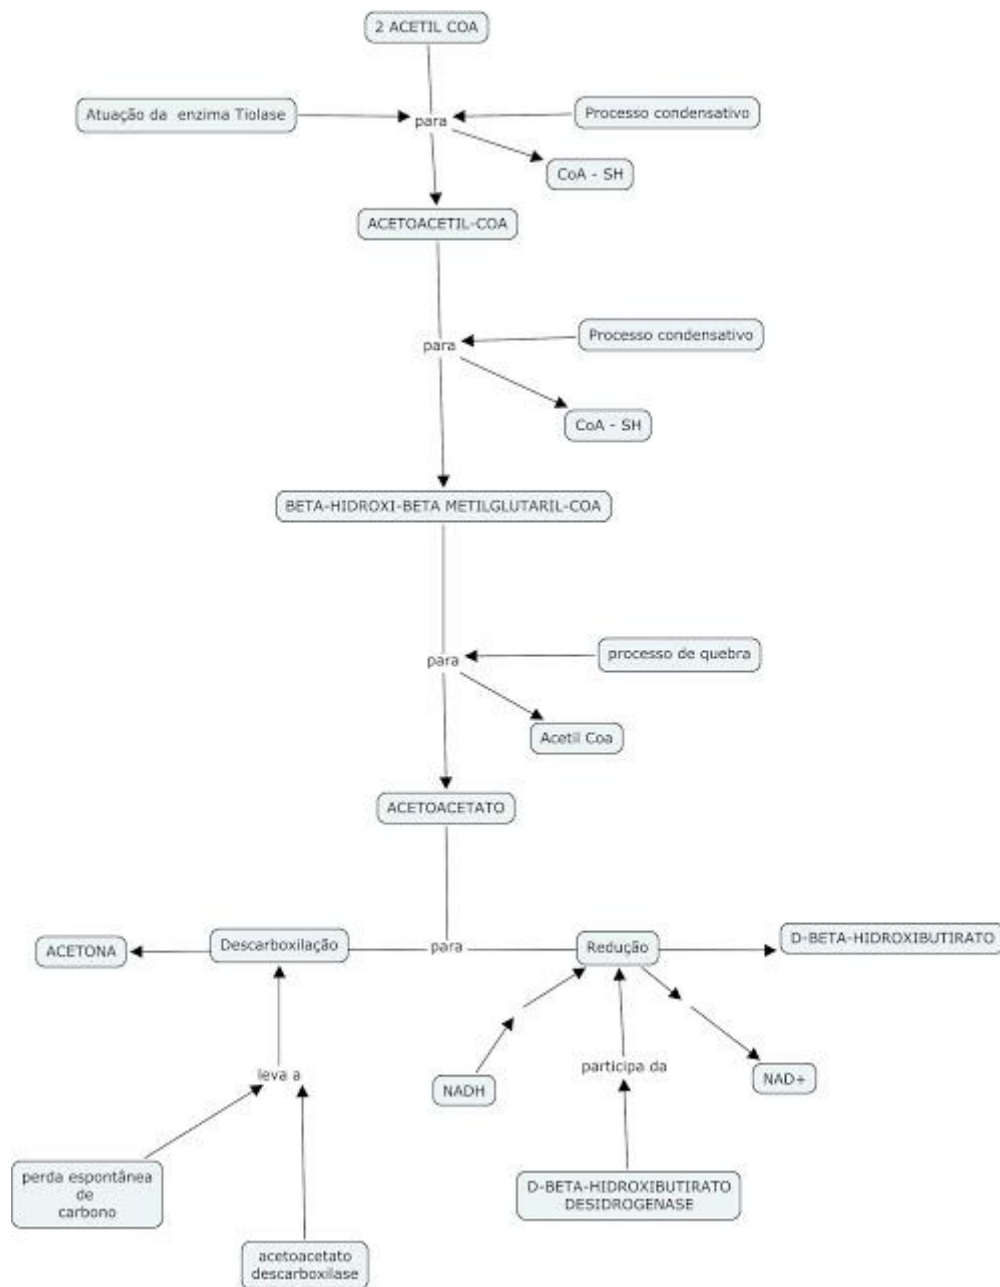 2 ACETIL COA
Atuação da enzima Tiolase
para
Processo condensativo
CoA - SH
ACETOACETIL-COA
para
Processo condensativo
CoA - SH
BETA-HIDROXI-BETA METILGLUTARIL-COA
para
processo de quebra
Acetil Coa
ACETOACETATO
ACETONA
Descarboxilação
para
Redução
D-BETA-HIDROXIBUTIRATO
leva a
NADH
participa da
NAD+
perda espontânea
de
carbono
D-BETA-HIDROXIBUTIRATO
DESIDROGENASE
acetoacetato
descarboxilase